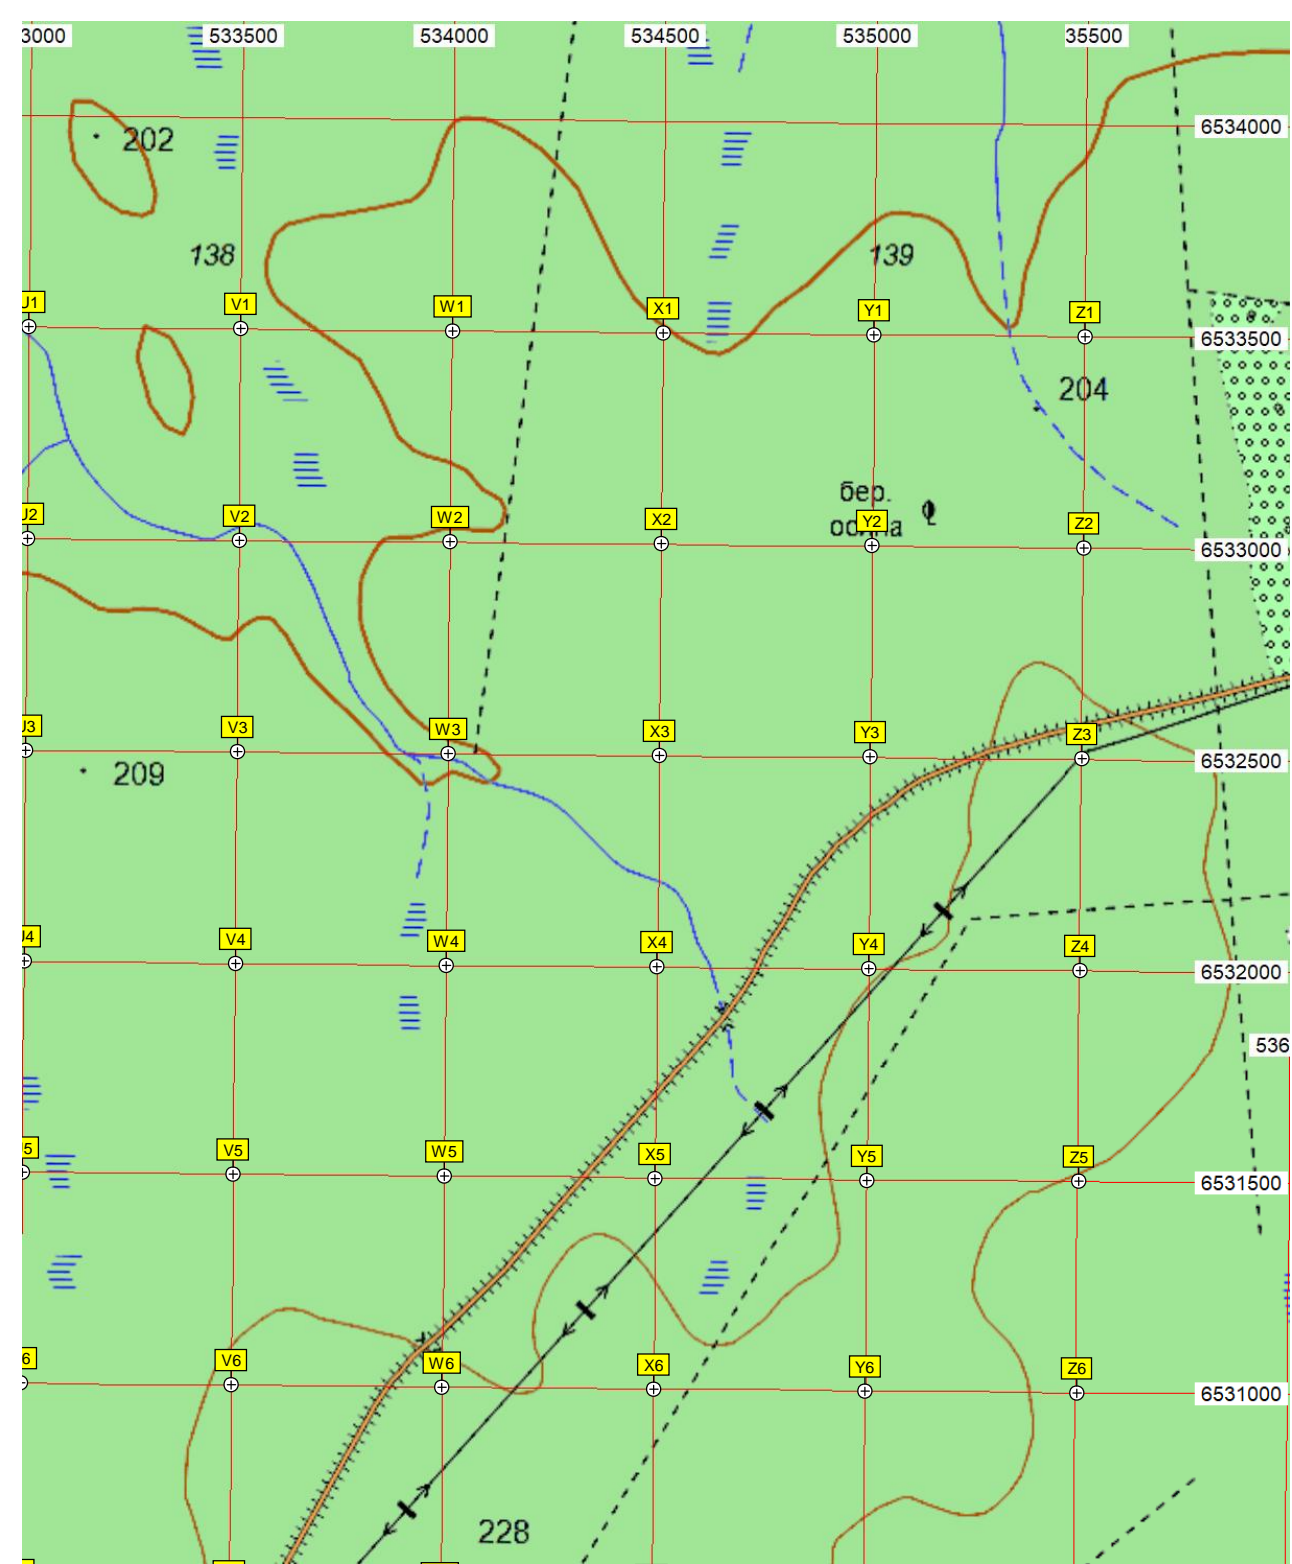 3000 533500 534000 534500 535000 35500
6534000
202
138
139
J1 V1 W1 X1 Y1 Z1
6533500
204
бер.
осина
J2 V2 W2 X2 Y2 Z2
6533000
J3 V3 W3 X3 Y3 Z3
6532500
209
J4 V4 W4 X4 Y4 Z4
6532000
536
5 V5 W5 X5 Y5 Z5
6531500
6 V6 W6 X6 Y6 Z6
6531000
228